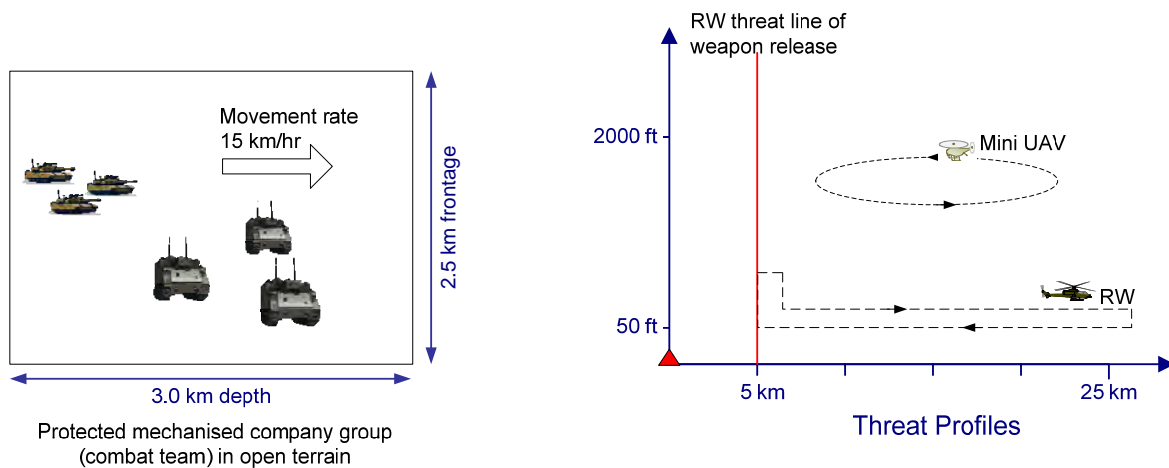 Movement rate
15 km/hr
2.5 km frontage
3.0 km depth
Protected mechanised company group
(combat team) in open terrain
RW threat line of
weapon release
2000 ft
Mini UAV
RW
50 ft
5 km
25 km
Threat Profiles